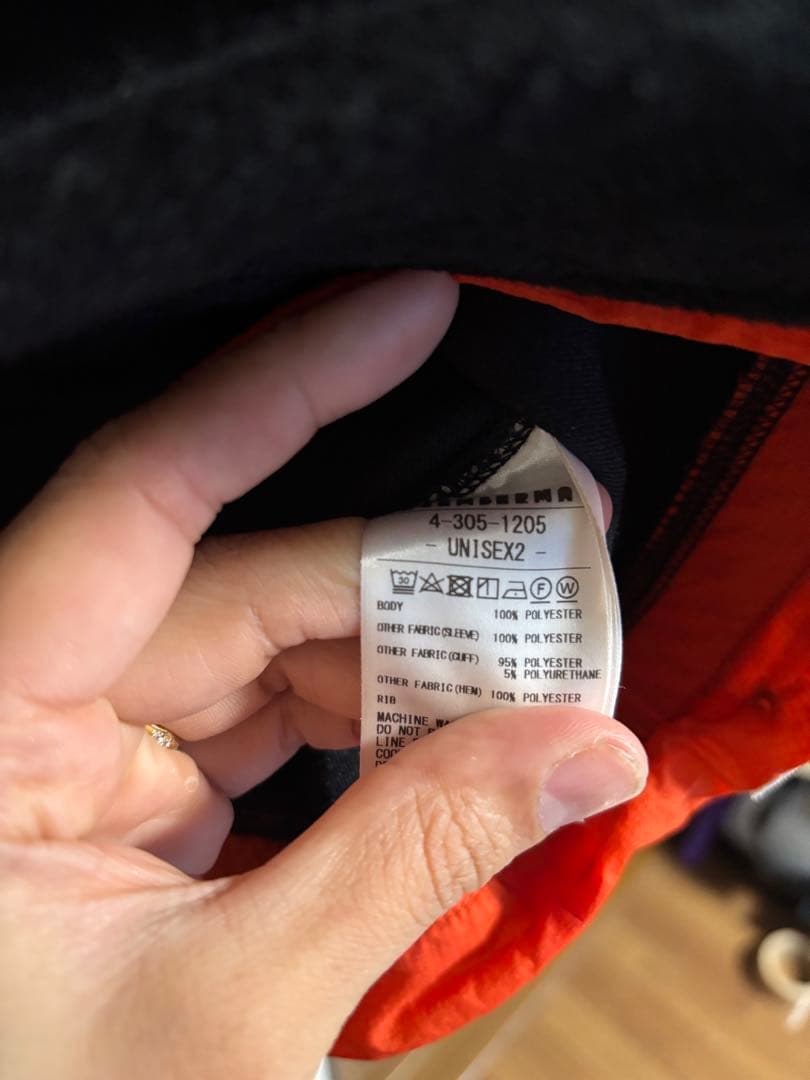 4-305-1205
- UNISEX2 -
30 F W
BODY 100% POLYESTER
OTHER FABRIC(SLEEVE) 100% POLYESTER
OTHER FABRIC(CUFF) 95% POLYESTER
5% POLYURETHANE
OTHER FABRIC(HEM) 100% POLYESTER
RIB
MACHINE
DO NOT
LINE